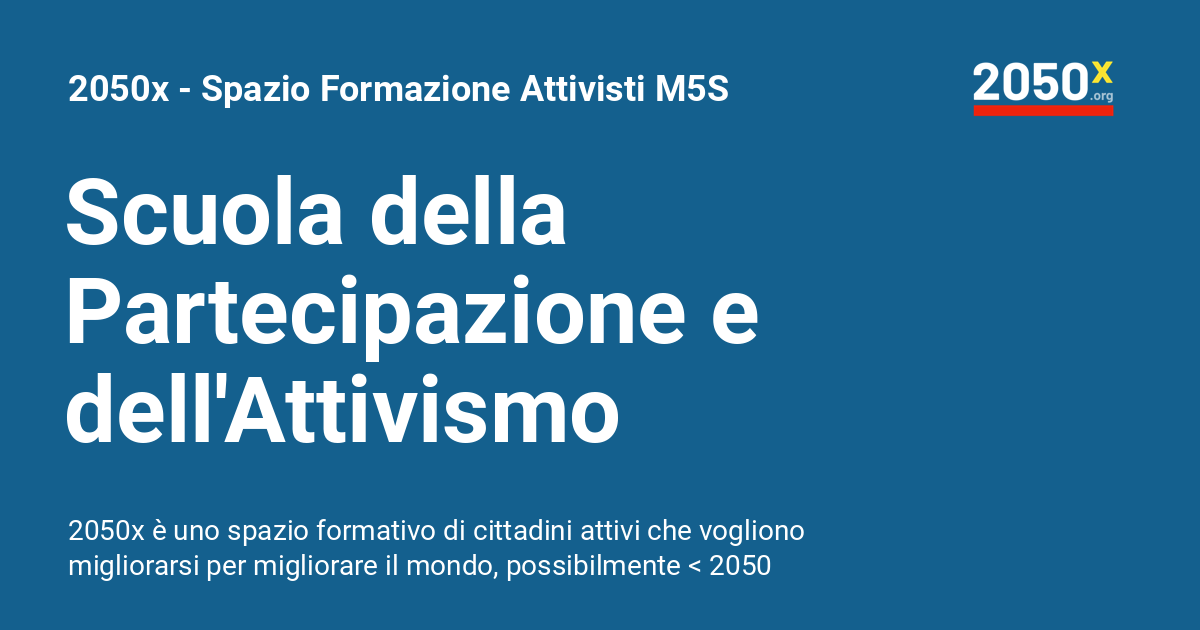 2050x - Spazio Formazione Attivisti M5S
2050x
.org
Scuola della
Partecipazione e
dell'Attivismo
2050x è uno spazio formativo di cittadini attivi che vogliono
migliorarsi per migliorare il mondo, possibilmente < 2050